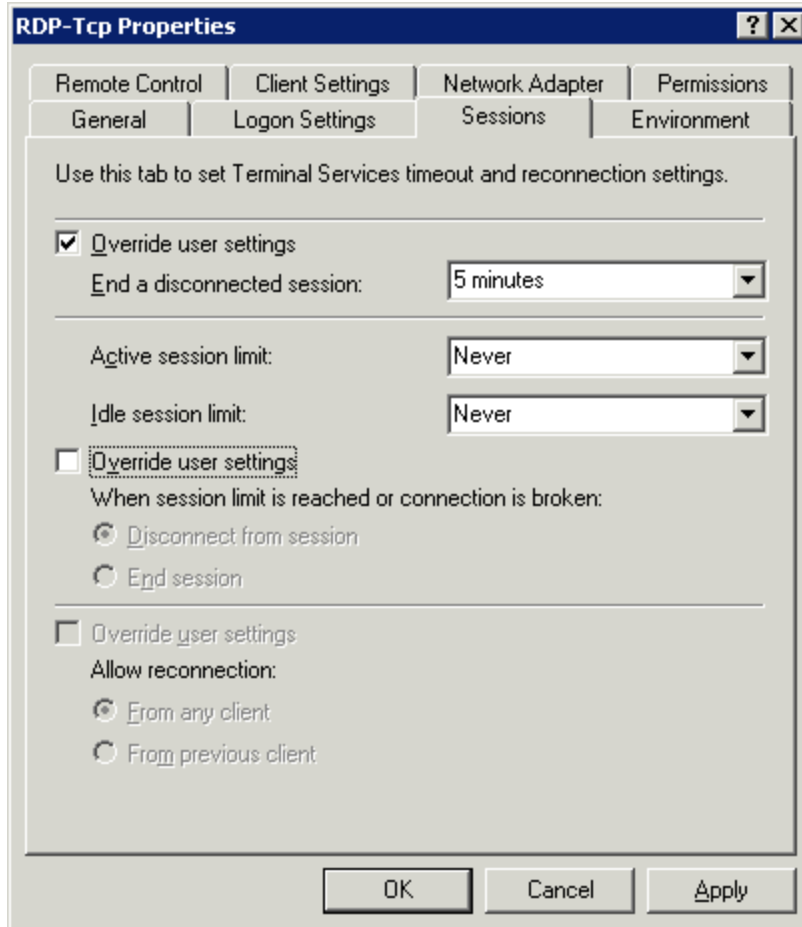 RDP-Tcp Properties
Remote Control Client Settings Network Adapter Permissions
General Logon Settings Sessions Environment
Use this tab to set Terminal Services timeout and reconnection settings.
Override user settings
End a disconnected session: 5 minutes
Active session limit: Never
Idle session limit: Never
Override user settings
When session limit is reached or connection is broken:
Disconnect from session
End session
Override user settings
Allow reconnection:
From any client
From previous client
OK Cancel Apply